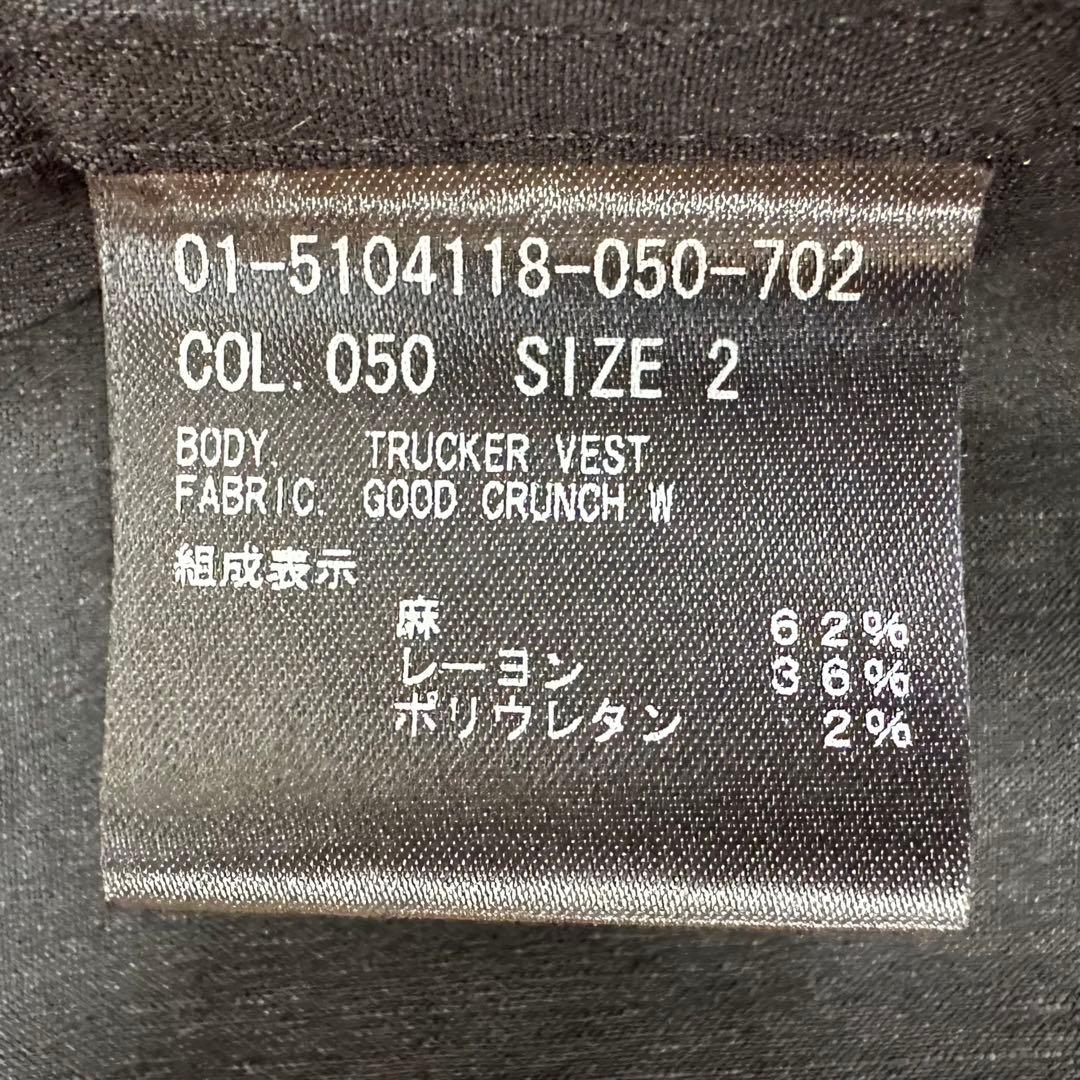 01-5104118-050-702
COL. 050 SIZE 2
BODY. TRUCKER VEST
FABRIC. GOOD CRUNCH W
組成表示
麻 62%
レーヨン 36%
ポリウレタン 2%